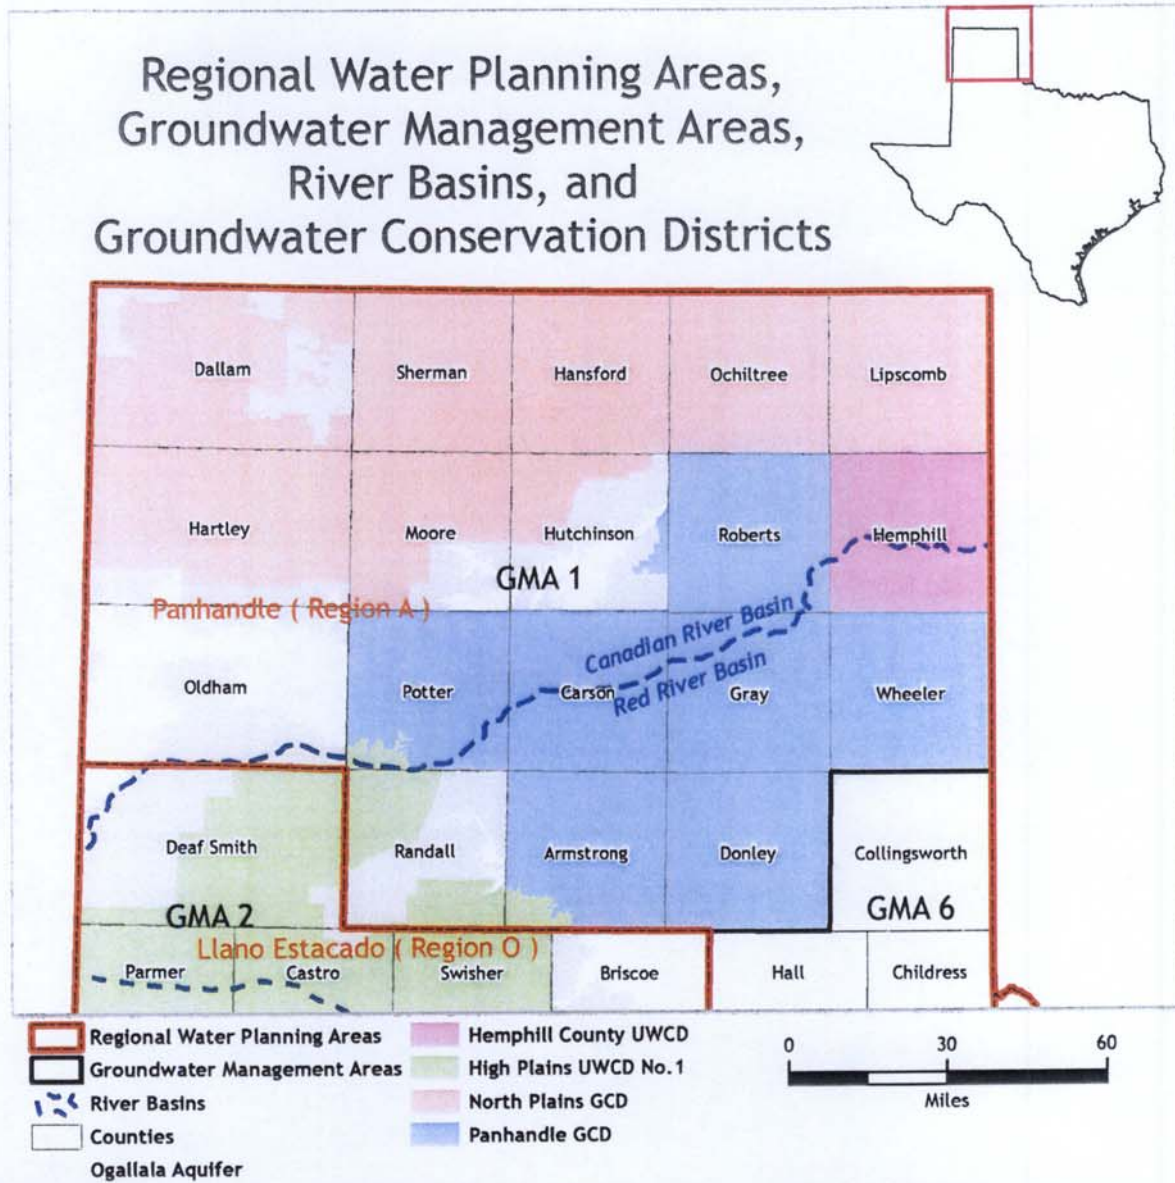 Regional Water Planning Areas,
Groundwater Management Areas,
River Basins, and
Groundwater Conservation Districts
Dallam
Sherman
Hansford
Ochiltree
Lipscomb
Hartley
Moore
Hutchinson
Roberts
Hemphill
GMA 1
Panhandle ( Region A )
Canadian River Basin
Red River Basin
Oldham
Potter
Carson
Gray
Wheeler
Deaf Smith
Randall
Armstrong
Donley
Collingsworth
GMA 2
GMA 6
Llano Estacado ( Region O )
Parmer
Castro
Swisher
Briscoe
Hall
Childress
Regional Water Planning Areas
Groundwater Management Areas
River Basins
Counties
Ogallala Aquifer
Hemphill County UWCD
High Plains UWCD No.1
North Plains GCD
Panhandle GCD
0 30 60
Miles